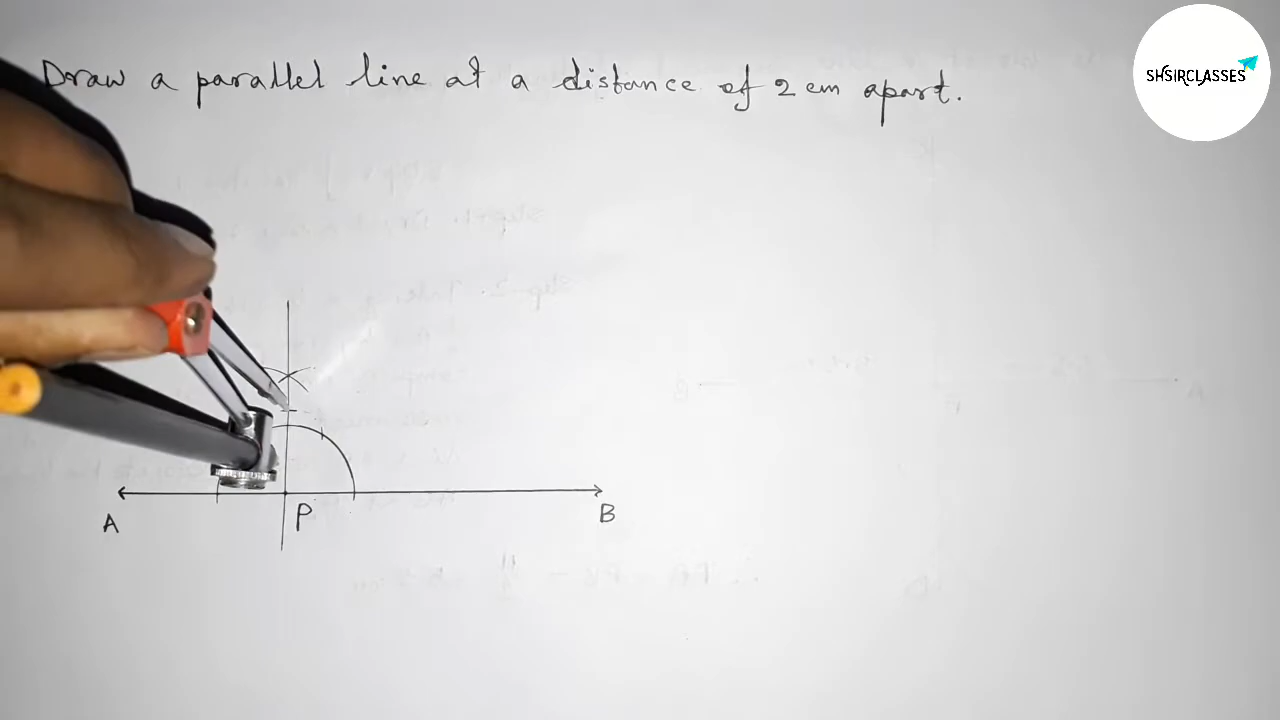 Draw a parallel line at a distance of 2 cm apart.
SHSIRCLASSES
A P B